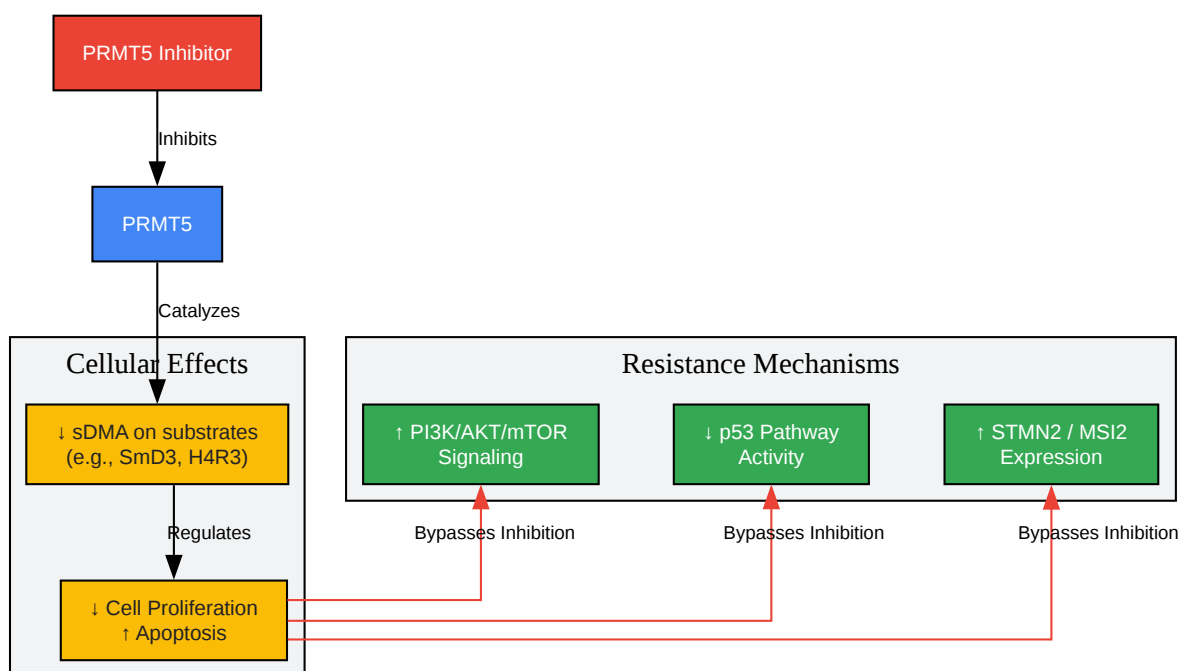 PRMT5 Inhibitor
Inhibits
PRMT5
Catalyzes
Cellular Effects
↓ sDMA on substrates
(e.g., SmD3, H4R3)
Regulates
↓ Cell Proliferation
↑ Apoptosis
Resistance Mechanisms
↑ PI3K/AKT/mTOR
Signaling
↓ p53 Pathway
Activity
↑ STMN2 / MSI2
Expression
Bypasses Inhibition
Bypasses Inhibition
Bypasses Inhibition